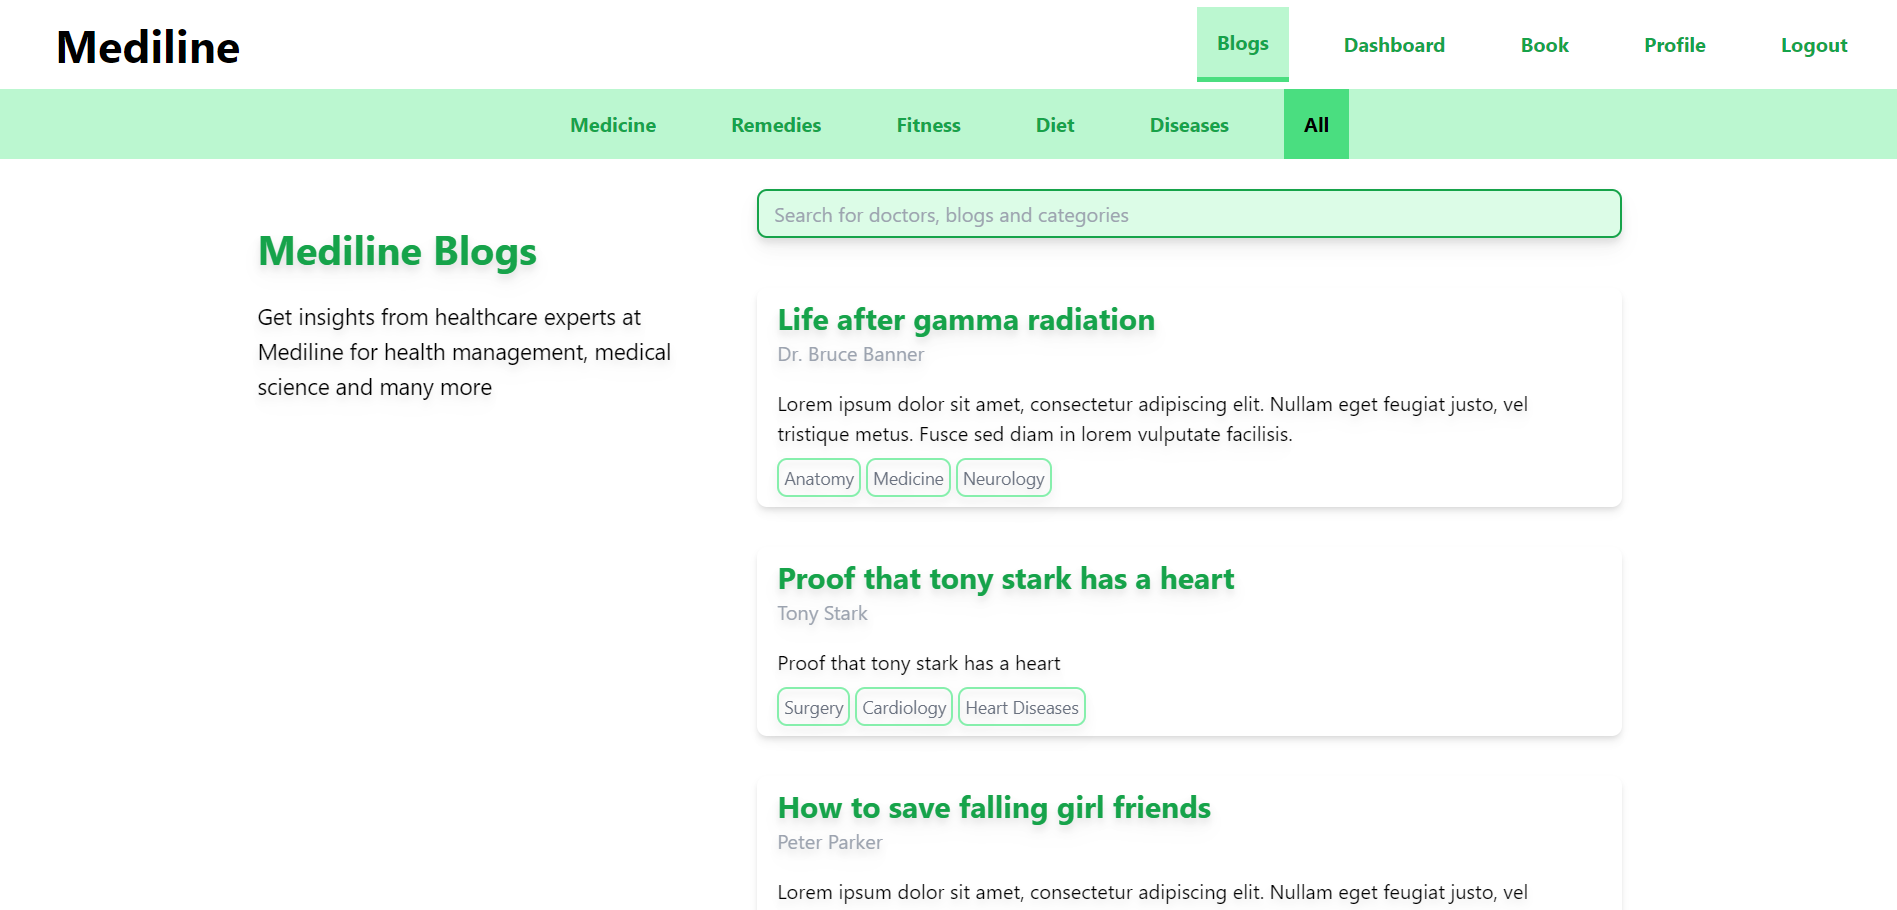 Mediline
Blogs Dashboard Book Profile Logout
Medicine Remedies Fitness Diet Diseases All
Search for doctors, blogs and categories
Mediline Blogs
Get insights from healthcare experts at
Mediline for health management, medical
science and many more
Life after gamma radiation
Dr. Bruce Banner
Lorem ipsum dolor sit amet, consectetur adipiscing elit. Nullam eget feugiat justo, vel
tristique metus. Fusce sed diam in lorem vulputate facilisis.
Anatomy Medicine Neurology
Proof that tony stark has a heart
Tony Stark
Proof that tony stark has a heart
Surgery Cardiology Heart Diseases
How to save falling girl friends
Peter Parker
Lorem ipsum dolor sit amet, consectetur adipiscing elit. Nullam eget feugiat justo, vel